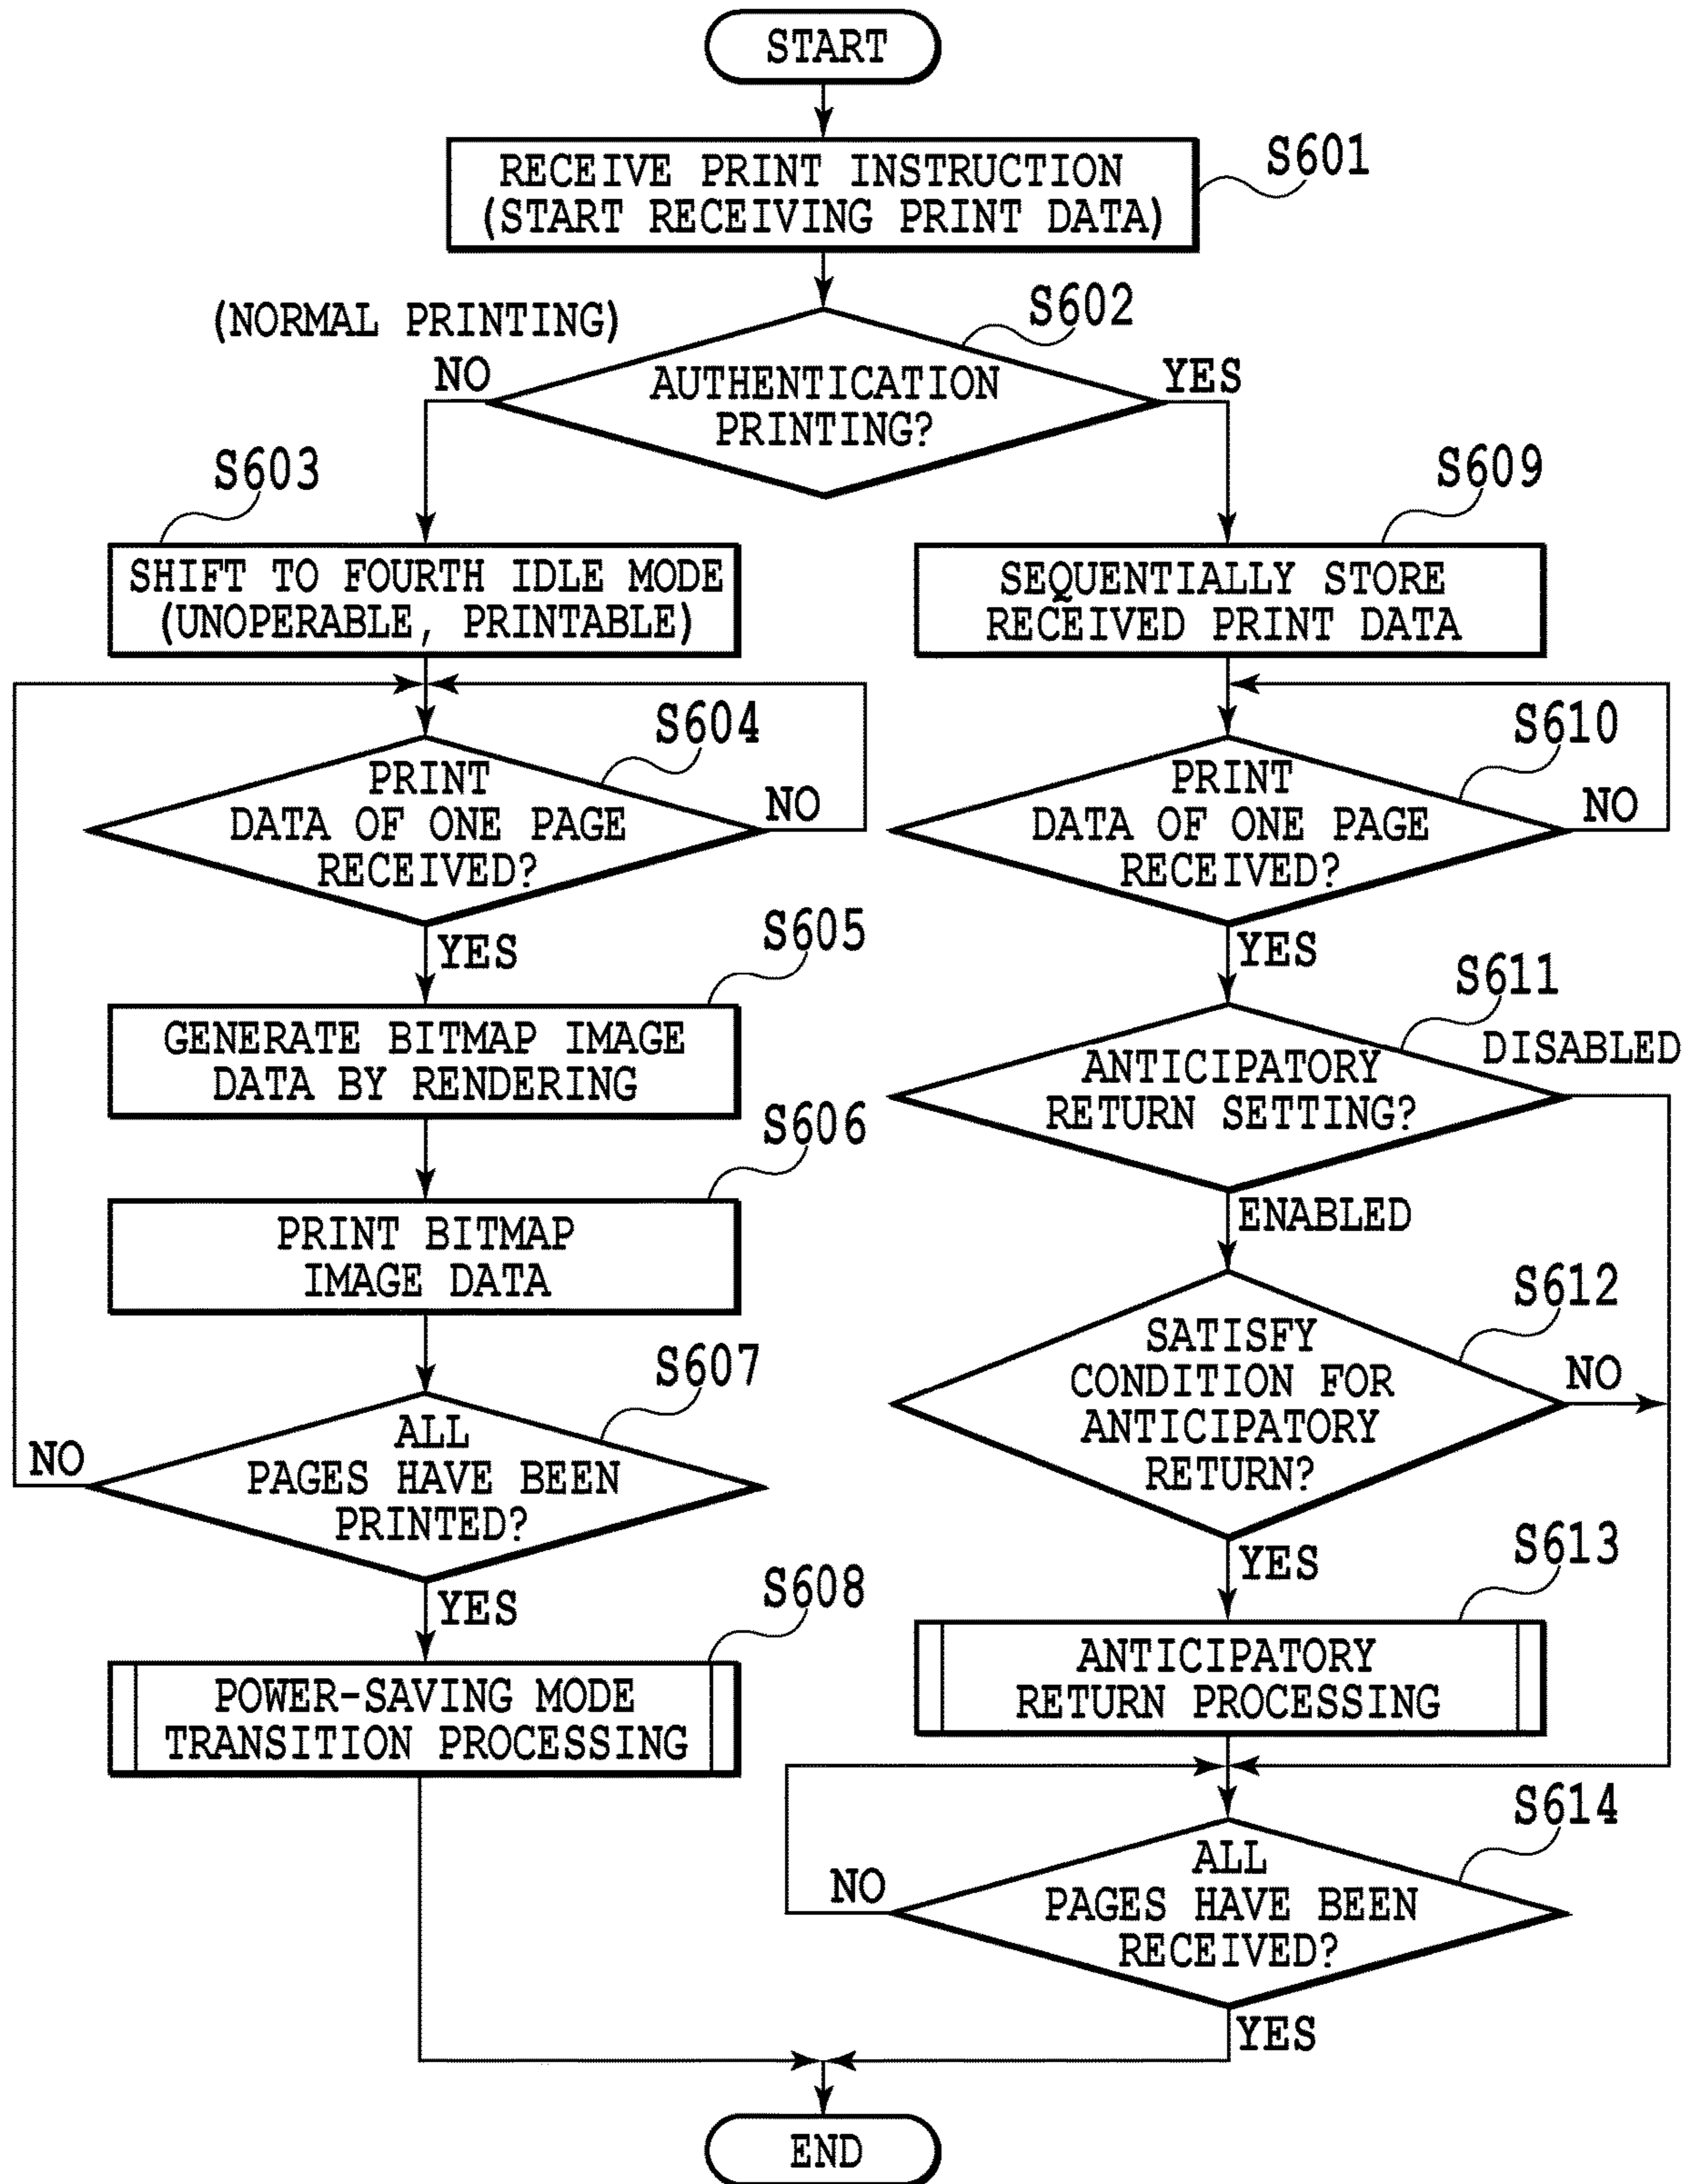 START
RECEIVE PRINT INSTRUCTION
(START RECEIVING PRINT DATA)
S601
S602
(NORMAL PRINTING)
NO
AUTHENTICATION
PRINTING?
YES
S603
SHIFT TO FOURTH IDLE MODE
(UNOPERABLE, PRINTABLE)
S604
PRINT
DATA OF ONE PAGE
RECEIVED?
NO
YES
S605
GENERATE BITMAP IMAGE
DATA BY RENDERING
S606
PRINT BITMAP
IMAGE DATA
S607
ALL
PAGES HAVE BEEN
PRINTED?
NO
YES
S608
POWER-SAVING MODE
TRANSITION PROCESSING
S609
SEQUENTIALLY STORE
RECEIVED PRINT DATA
S610
PRINT
DATA OF ONE PAGE
RECEIVED?
NO
YES
S611
DISABLED
ANTICIPATORY
RETURN SETTING?
ENABLED
S612
SATISFY
CONDITION FOR
ANTICIPATORY
RETURN?
NO
YES
S613
ANTICIPATORY
RETURN PROCESSING
S614
ALL
PAGES HAVE BEEN
RECEIVED?
NO
YES
END